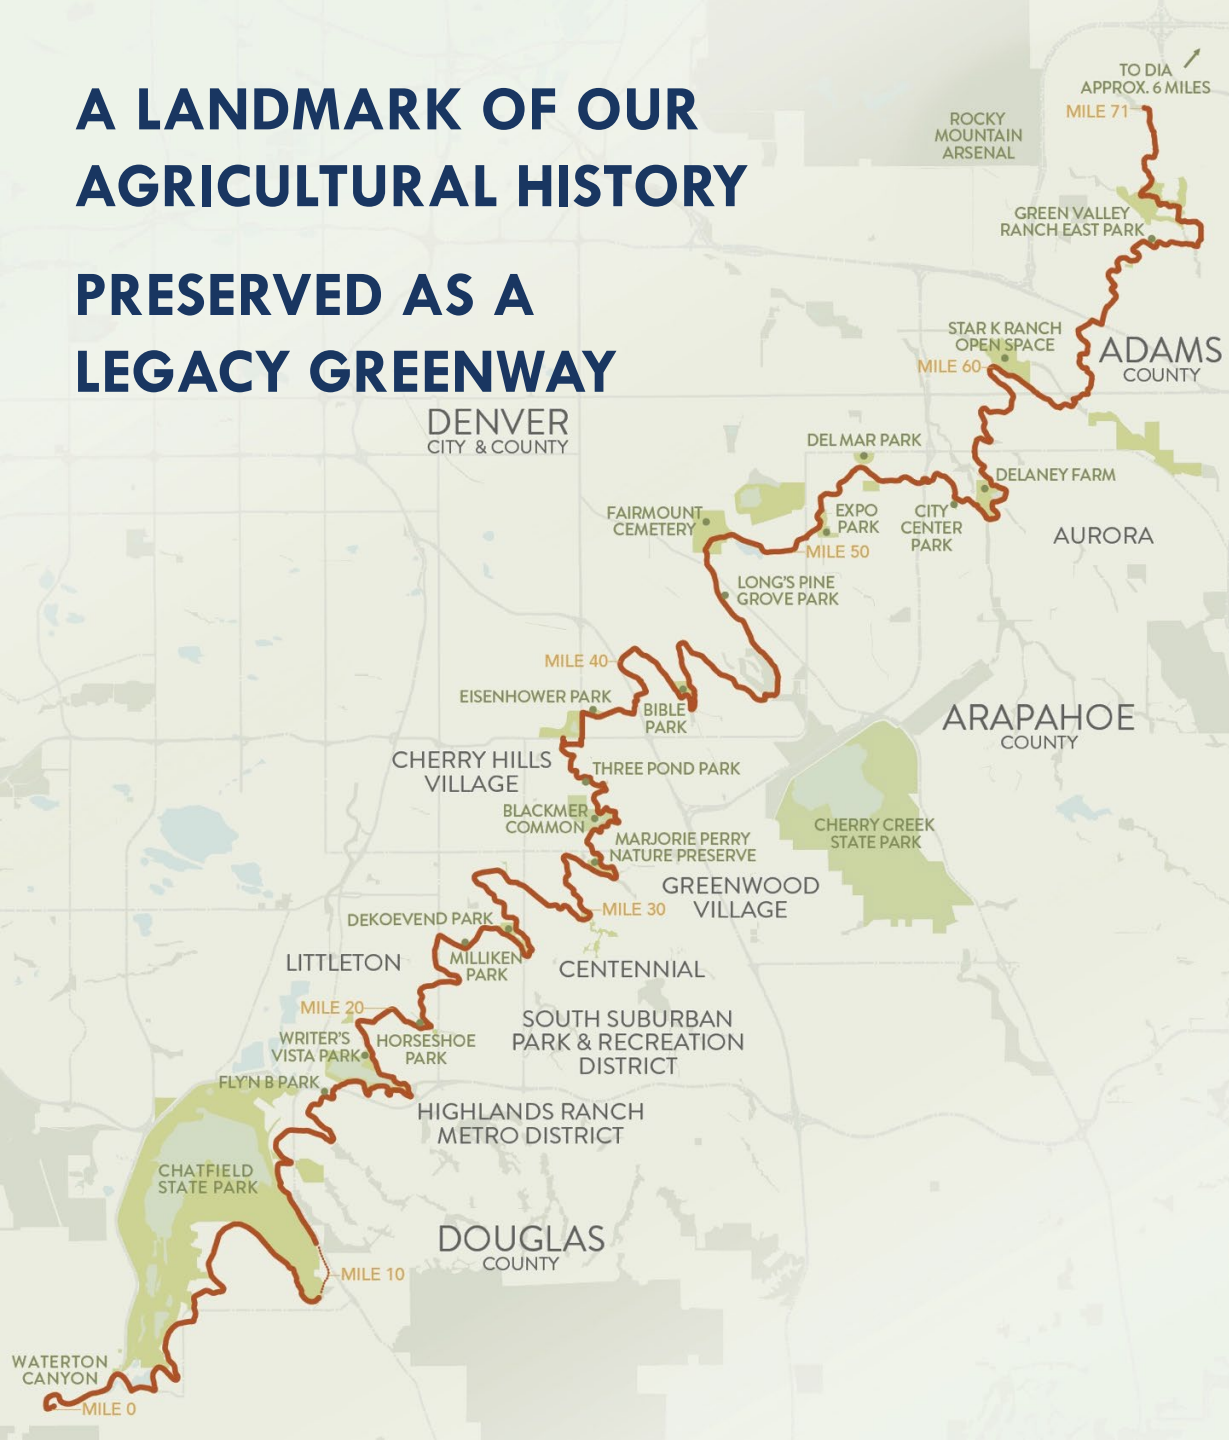 A LANDMARK OF OUR
AGRICULTURAL HISTORY
PRESERVED AS A
LEGACY GREENWAY
TO DIA
APPROX. 6 MILES
MILE 71
ROCKY
MOUNTAIN
ARSENAL
GREEN VALLEY
RANCH EAST PARK
STAR K RANCH
OPEN SPACE
MILE 60
ADAMS
COUNTY
DENVER
CITY & COUNTY
DEL MAR PARK
DELANEY FARM
FAIRMOUNT
CEMETERY
EXPO
PARK
CITY
CENTER
PARK
AURORA
MILE 50
LONG'S PINE
GROVE PARK
MILE 40
EISENHOWER PARK
BIBLE
PARK
ARAPAHOE
COUNTY
CHERRY HILLS
VILLAGE
THREE POND PARK
BLACKMER
COMMON
CHERRY CREEK
STATE PARK
MARJORIE PERRY
NATURE PRESERVE
GREENWOOD
VILLAGE
MILE 30
DEKOEVEND PARK
LITTLETON
MILLIKEN
PARK
CENTENNIAL
MILE 20
SOUTH SUBURBAN
PARK & RECREATION
DISTRICT
WRITER'S
VISTA PARK
HORSESHOE
PARK
FLY'N B PARK
HIGHLANDS RANCH
METRO DISTRICT
CHATFIELD
STATE PARK
DOUGLAS
COUNTY
MILE 10
WATERTON
CANYON
MILE 0